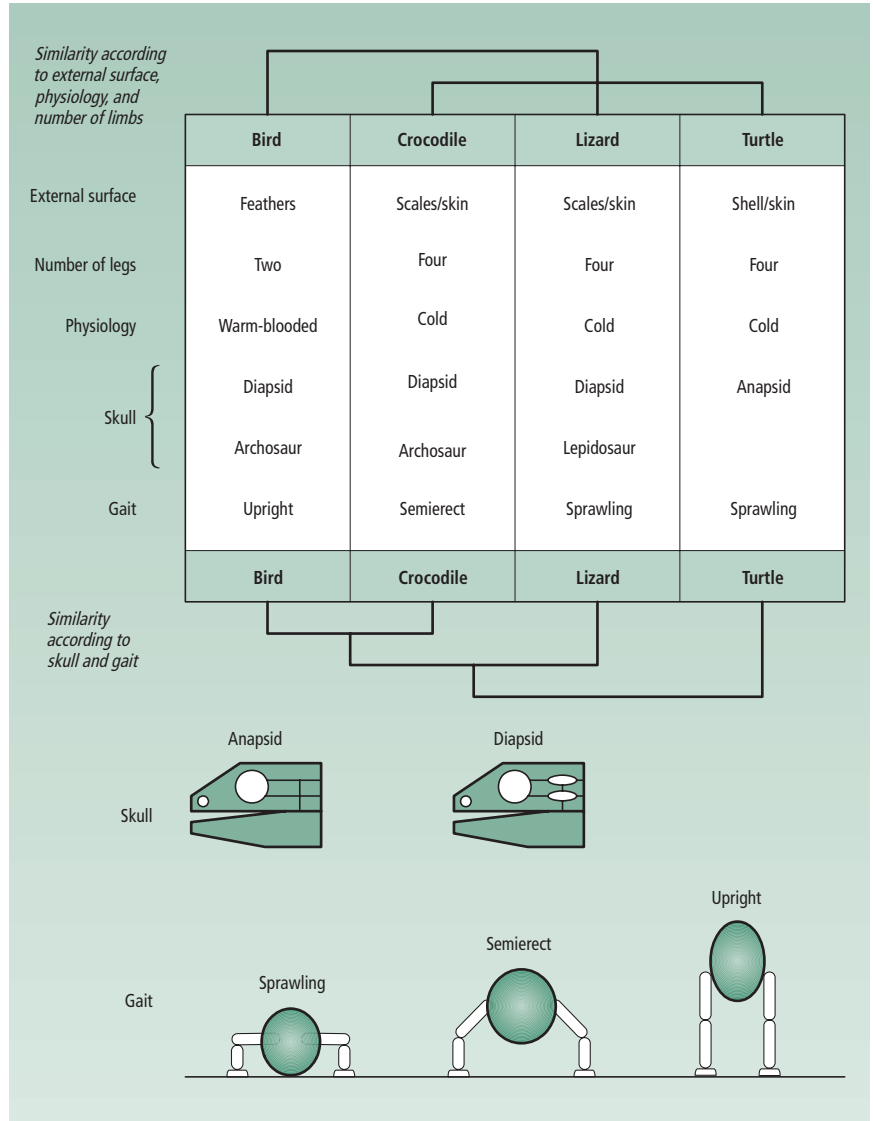 Similarity according
to external surface,
physiology, and
number of limbs
Bird Crocodile Lizard Turtle
External surface Feathers Scales/skin Scales/skin Shell/skin
Number of legs Two Four Four Four
Physiology Warm-blooded Cold Cold Cold
Diapsid Diapsid Diapsid Anapsid
Skull
Archosaur Archosaur Lepidosaur
Gait Upright Semierect Sprawling Sprawling
Bird Crocodile Lizard Turtle
Similarity
according to
skull and gait
Anapsid Diapsid
Skull
Upright
Semierect
Sprawling
Gait